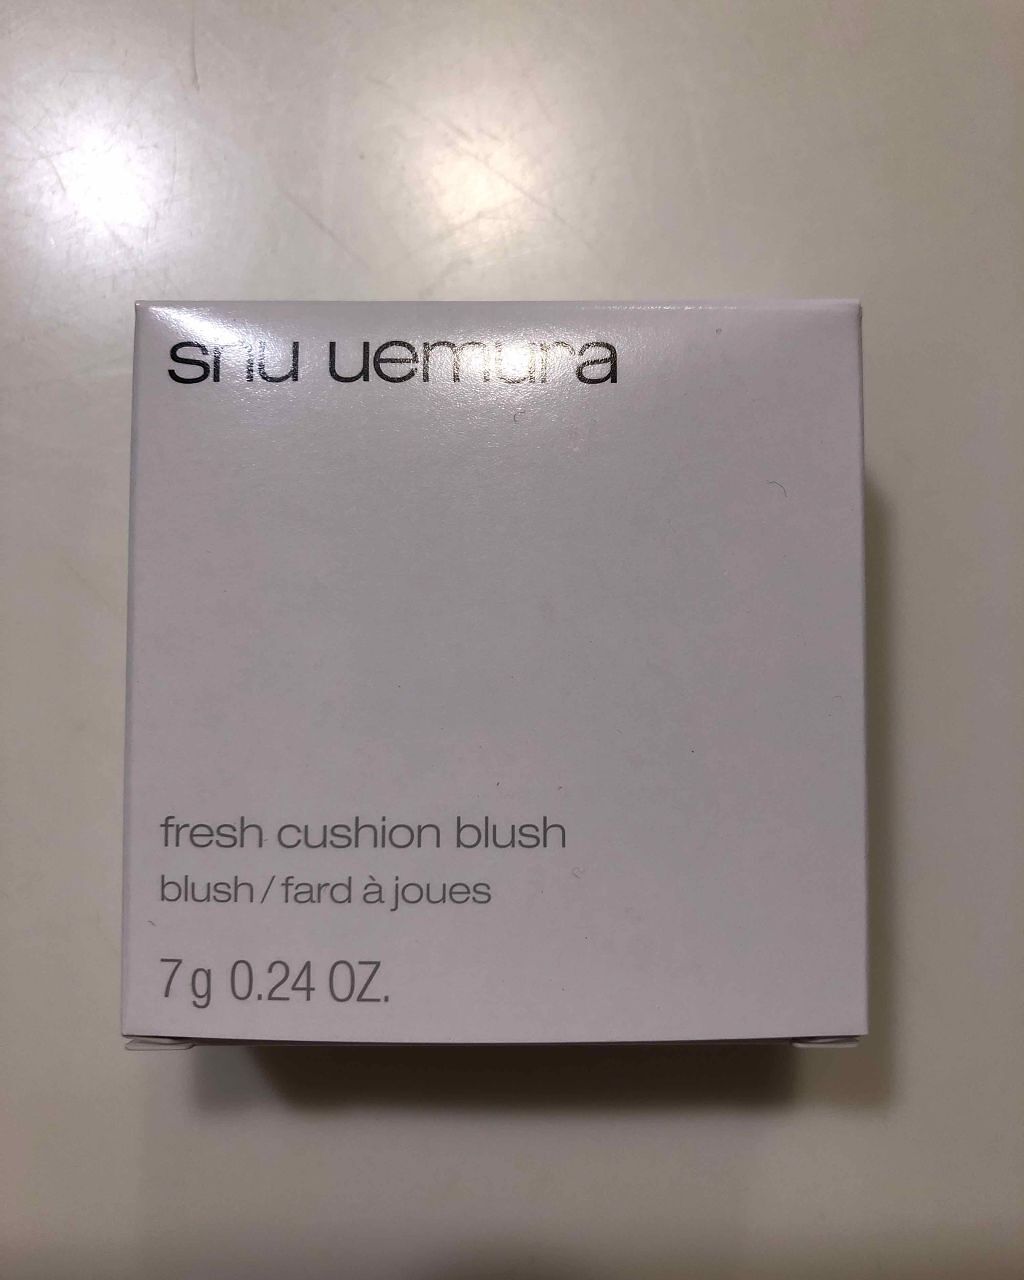 shu uemura
fresh cushion blush
blush / fard à joues
7 g 0.24 OZ.